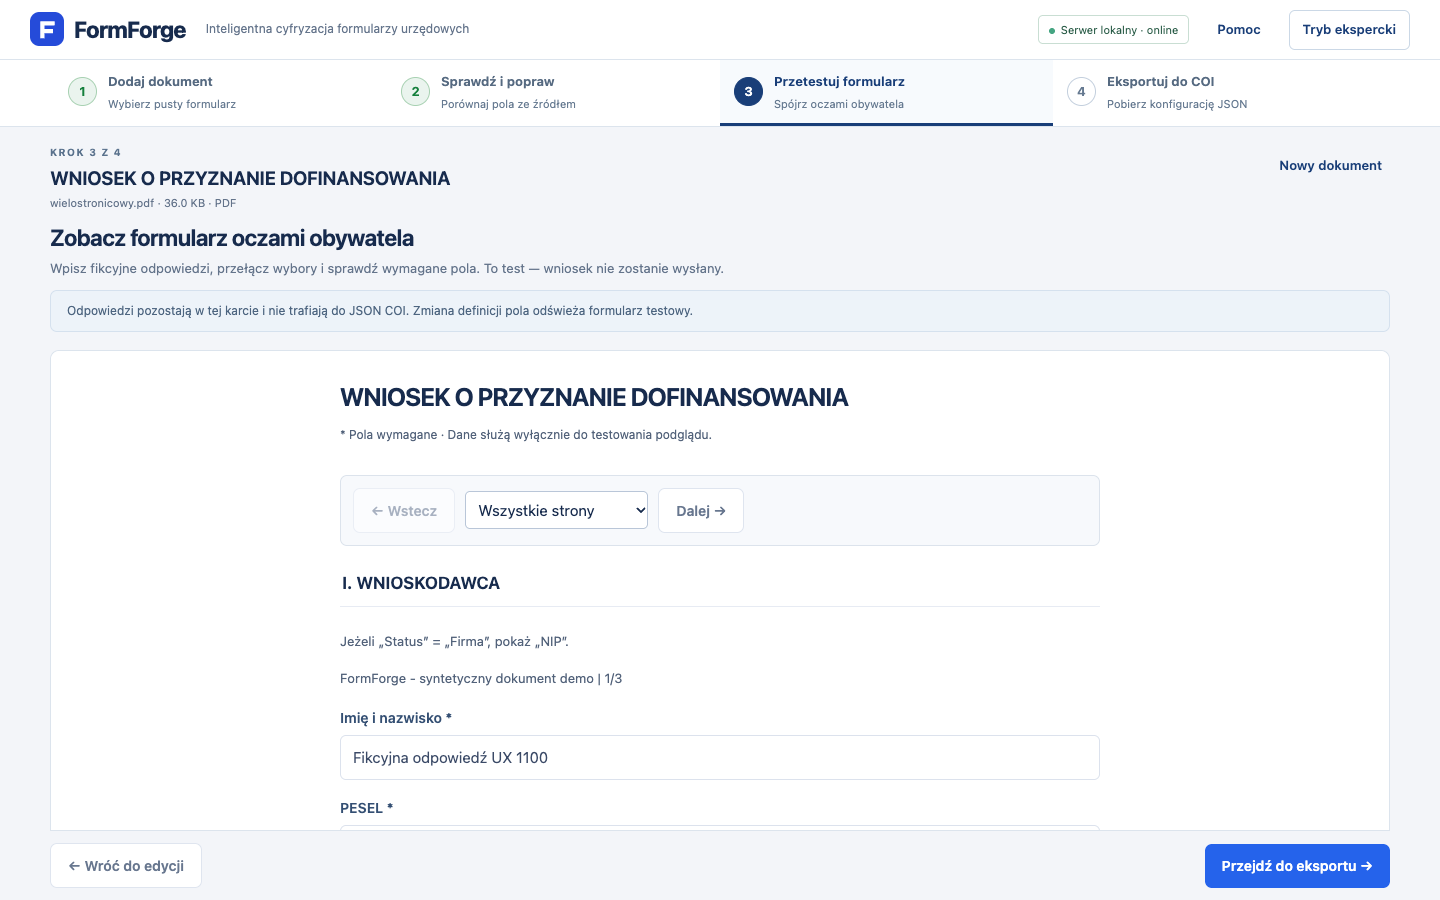 F FormForge
Inteligentna cyfryzacja formularzy urzędowych
Serwer lokalny · online
Pomoc
Tryb ekspercki
1
Dodaj dokument
Wybierz pusty formularz
2
Sprawdź i popraw
Porównaj pola ze źródłem
3
Przetestuj formularz
Spójrz oczami obywatela
4
Eksportuj do COI
Pobierz konfigurację JSON
KROK 3 Z 4
WNIOSEK O PRZYZNANIE DOFINANSOWANIA
wielostronicowy.pdf · 36.0 KB · PDF
Nowy dokument
Zobacz formularz oczami obywatela
Wpisz fikcyjne odpowiedzi, przełącz wybory i sprawdź wymagane pola. To test — wniosek nie zostanie wysłany.
Odpowiedzi pozostają w tej karcie i nie trafiają do JSON COI. Zmiana definicji pola odświeża formularz testowy.
WNIOSEK O PRZYZNANIE DOFINANSOWANIA
* Pola wymagane · Dane służą wyłącznie do testowania podglądu.
← Wstecz
Wszystkie strony
Dalej →
I. WNIOSKODAWCA
Jeżeli „Status” = „Firma”, pokaż „NIP”.
FormForge - syntetyczny dokument demo | 1/3
Imię i nazwisko *
Fikcyjna odpowiedź UX 1100
PESEL *
← Wróć do edycji
Przejdź do eksportu →